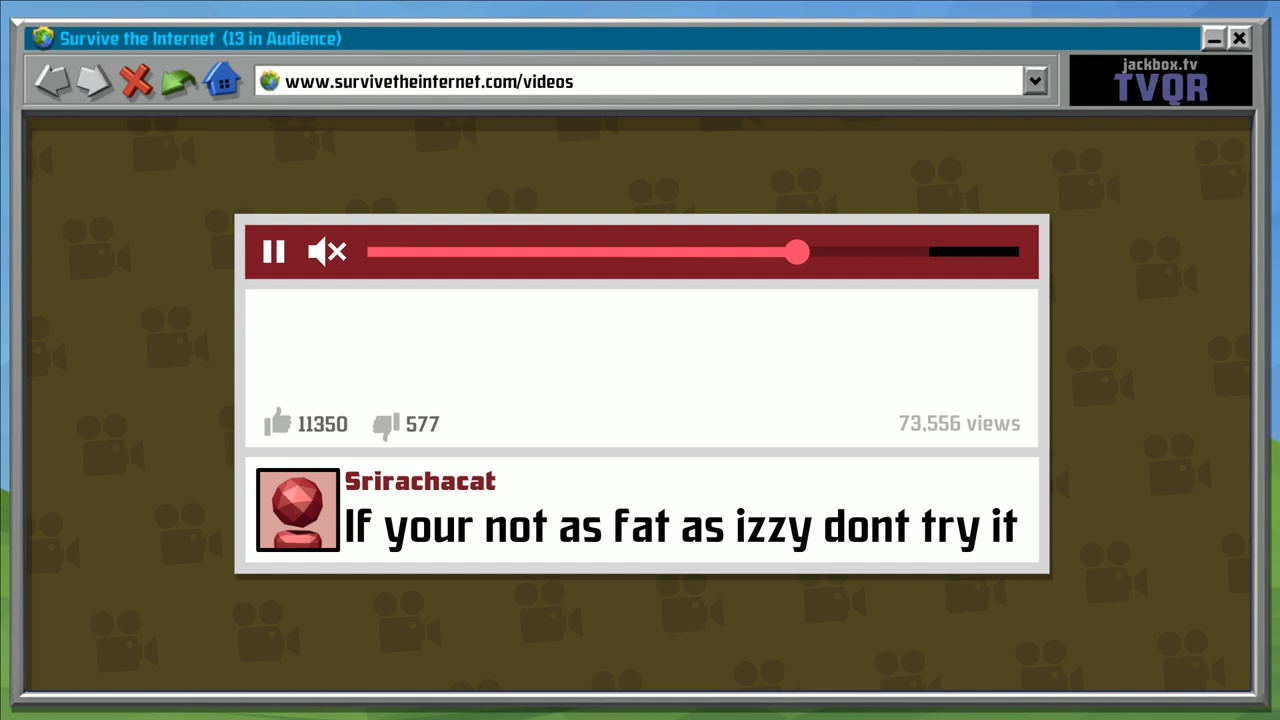 Survive the Internet (13 in Audience)
www.survivetheinternet.com/videos
jackbox.tv
TVQR
11350
577
73,556 views
Srirachacat
If your not as fat as izzy dont try it